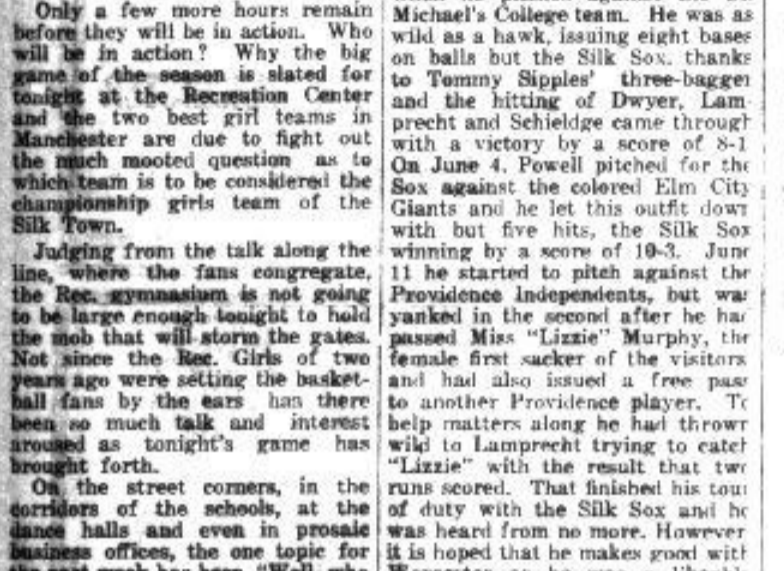 Only a few more hours remain
before they will be in action. Who
will be in action? Why the big
game of the season is slated for
tonight at the Recreation Center
and the two best girl teams in
Manchester are due to fight out
the much mooted question as to
which team is to be considered the
championship girls team of the
Silk Town.
Judging from the talk along the
line, where the fans congregate,
the Rec. gymnasium is not going
to be large enough tonight to hold
the mob that will storm the gates.
Not since the Rec. Girls of two
years ago were setting the basket-
ball fans by the ears has there
been so much talk and interest
aroused as tonight's game has
brought forth.
On the street corners, in the
corridors of the schools, at the
dance halls and even in prosaic
business offices, the one topic for
Michael's College team. He was as
wild as a hawk, issuing eight bases
on balls but the Silk Sox, thanks
to Tommy Sipples' three-bagger
and the hitting of Dwyer, Lam-
precht and Schieldge came through
with a victory by a score of 8-1
On June 4, Powell pitched for the
Sox against the colored Elm City
Giants and he let this outfit down
with but five hits, the Silk Sox
winning by a score of 10-3. June
11 he started to pitch against the
Providence Independents, but was
yanked in the second after he had
passed Miss "Lizzie" Murphy, the
female first sacker of the visitors
and had also issued a free pass
to another Providence player. To
help matters along he had thrown
wild to Lamprecht trying to catch
"Lizzie" with the result that two
runs scored. That finished his tour
of duty with the Silk Sox and he
was heard from no more. However
it is hoped that he makes good with